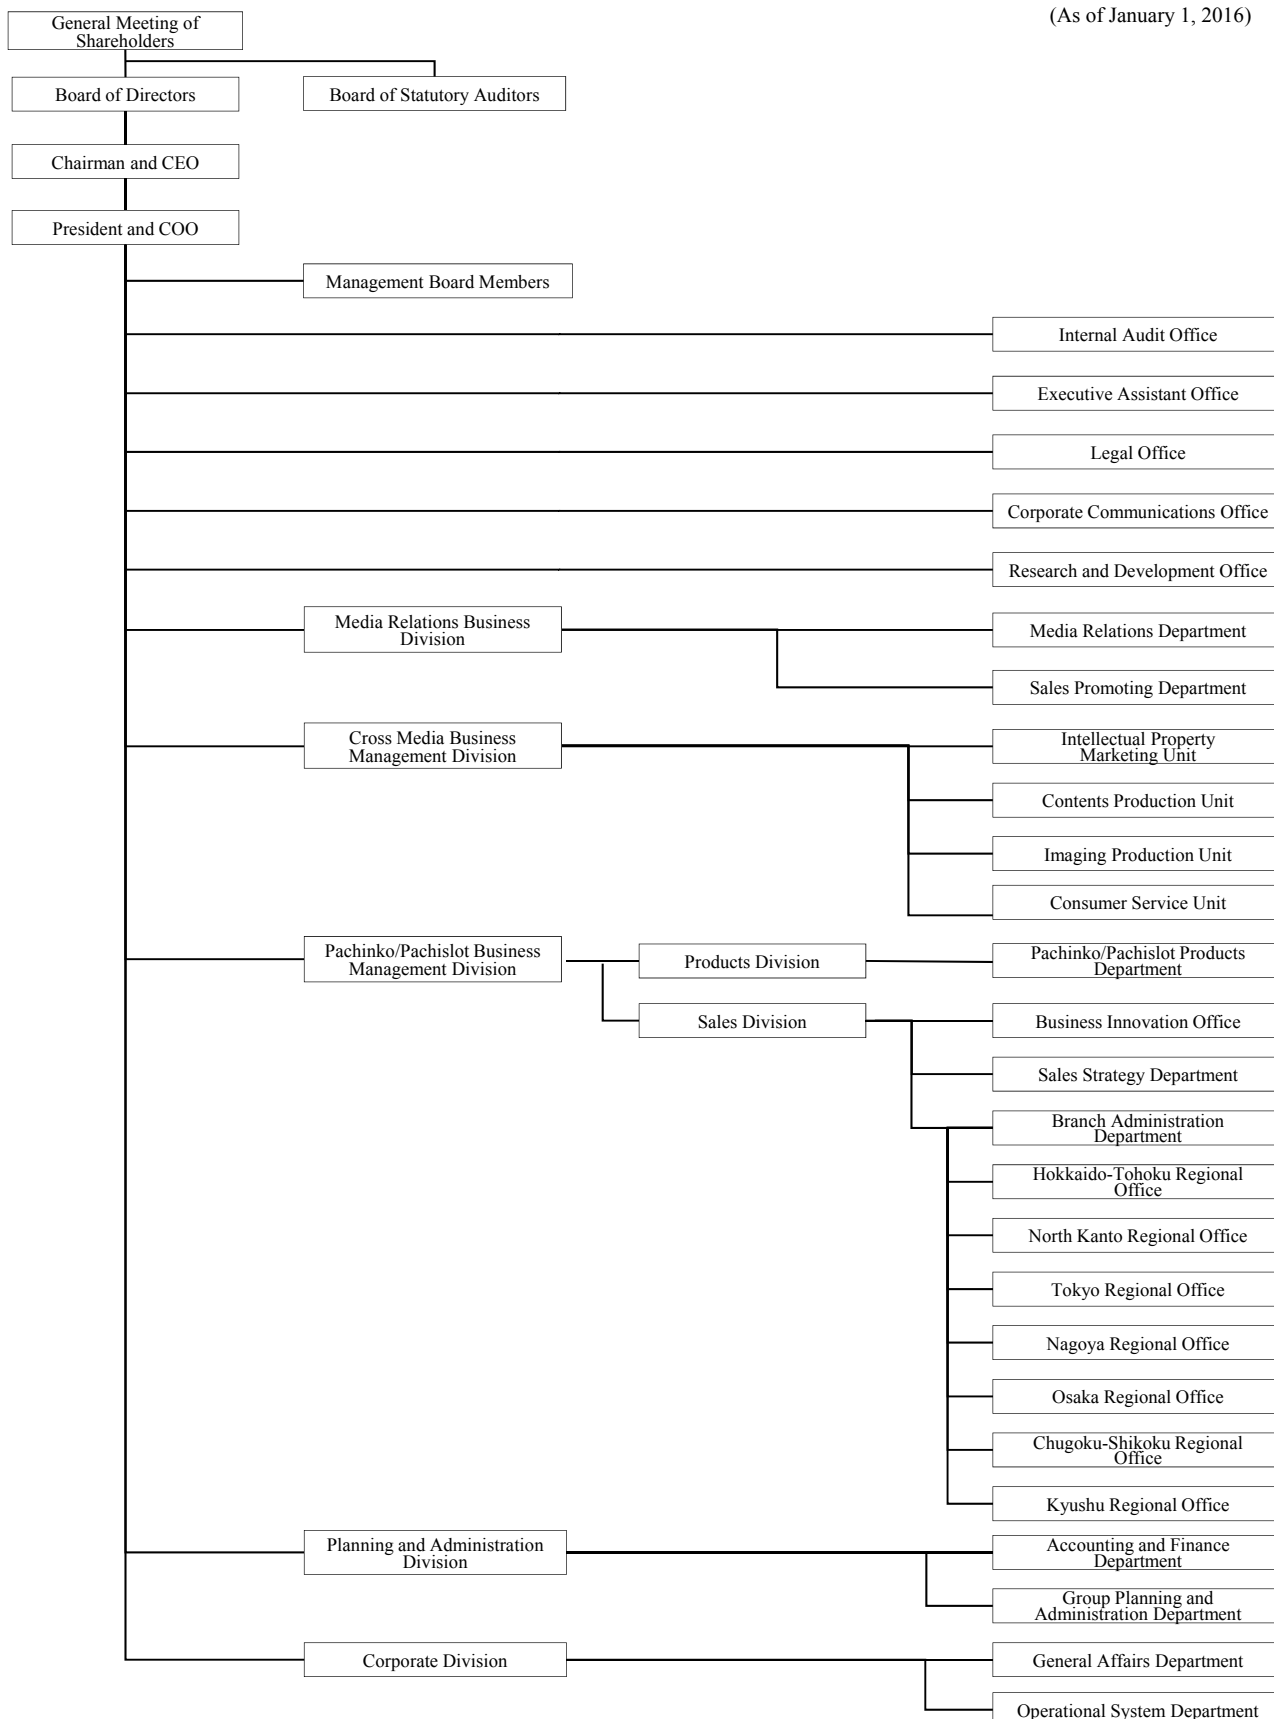 (As of January 1, 2016)
General Meeting of
Shareholders
Board of Directors
Board of Statutory Auditors
Chairman and CEO
President and COO
Management Board Members
Internal Audit Office
Executive Assistant Office
Legal Office
Corporate Communications Office
Research and Development Office
Media Relations Business
Division
Media Relations Department
Sales Promoting Department
Cross Media Business
Management Division
Intellectual Property
Marketing Unit
Contents Production Unit
Imaging Production Unit
Consumer Service Unit
Pachinko/Pachislot Business
Management Division
Products Division
Pachinko/Pachislot Products
Department
Sales Division
Business Innovation Office
Sales Strategy Department
Branch Administration
Department
Hokkaido-Tohoku Regional
Office
North Kanto Regional Office
Tokyo Regional Office
Nagoya Regional Office
Osaka Regional Office
Chugoku-Shikoku Regional
Office
Kyushu Regional Office
Planning and Administration
Division
Accounting and Finance
Department
Group Planning and
Administration Department
Corporate Division
General Affairs Department
Operational System Department